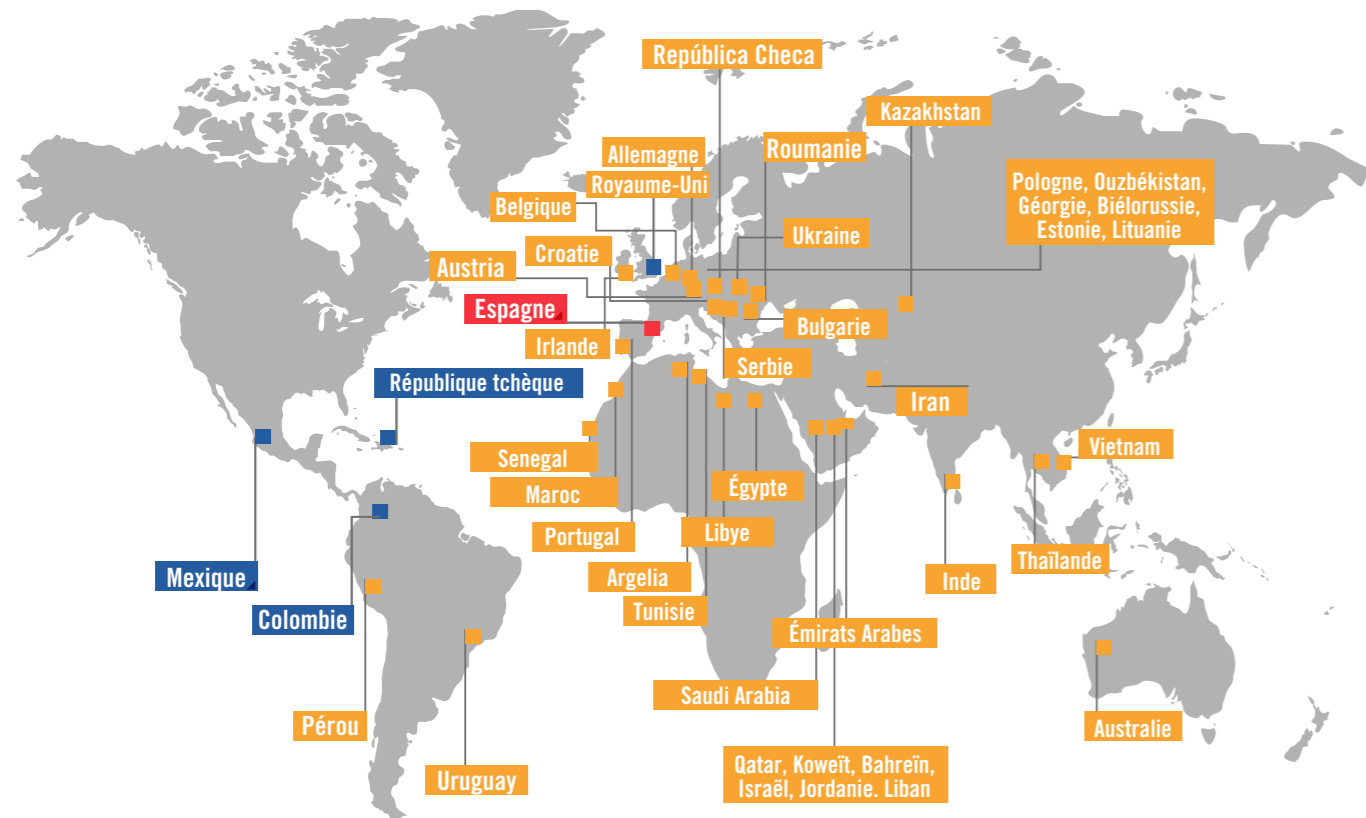 República Checa
Kazakhstan
Allemagne
Roumanie
Royaume-Uni
Pologne, Ouzbékistan,
Géorgie, Biélorussie,
Estonie, Lituanie
Belgique
Ukraine
Croatie
Austria
Espagne
Bulgarie
Irlande
Serbie
République tchèque
Iran
Vietnam
Senegal
Égypte
Maroc
Portugal
Libye
Thaïlande
Mexique
Argelia
Inde
Tunisie
Colombie
Émirats Arabes
Saudi Arabia
Pérou
Australie
Qatar, Koweït, Bahreïn,
Israël, Jordanie. Liban
Uruguay